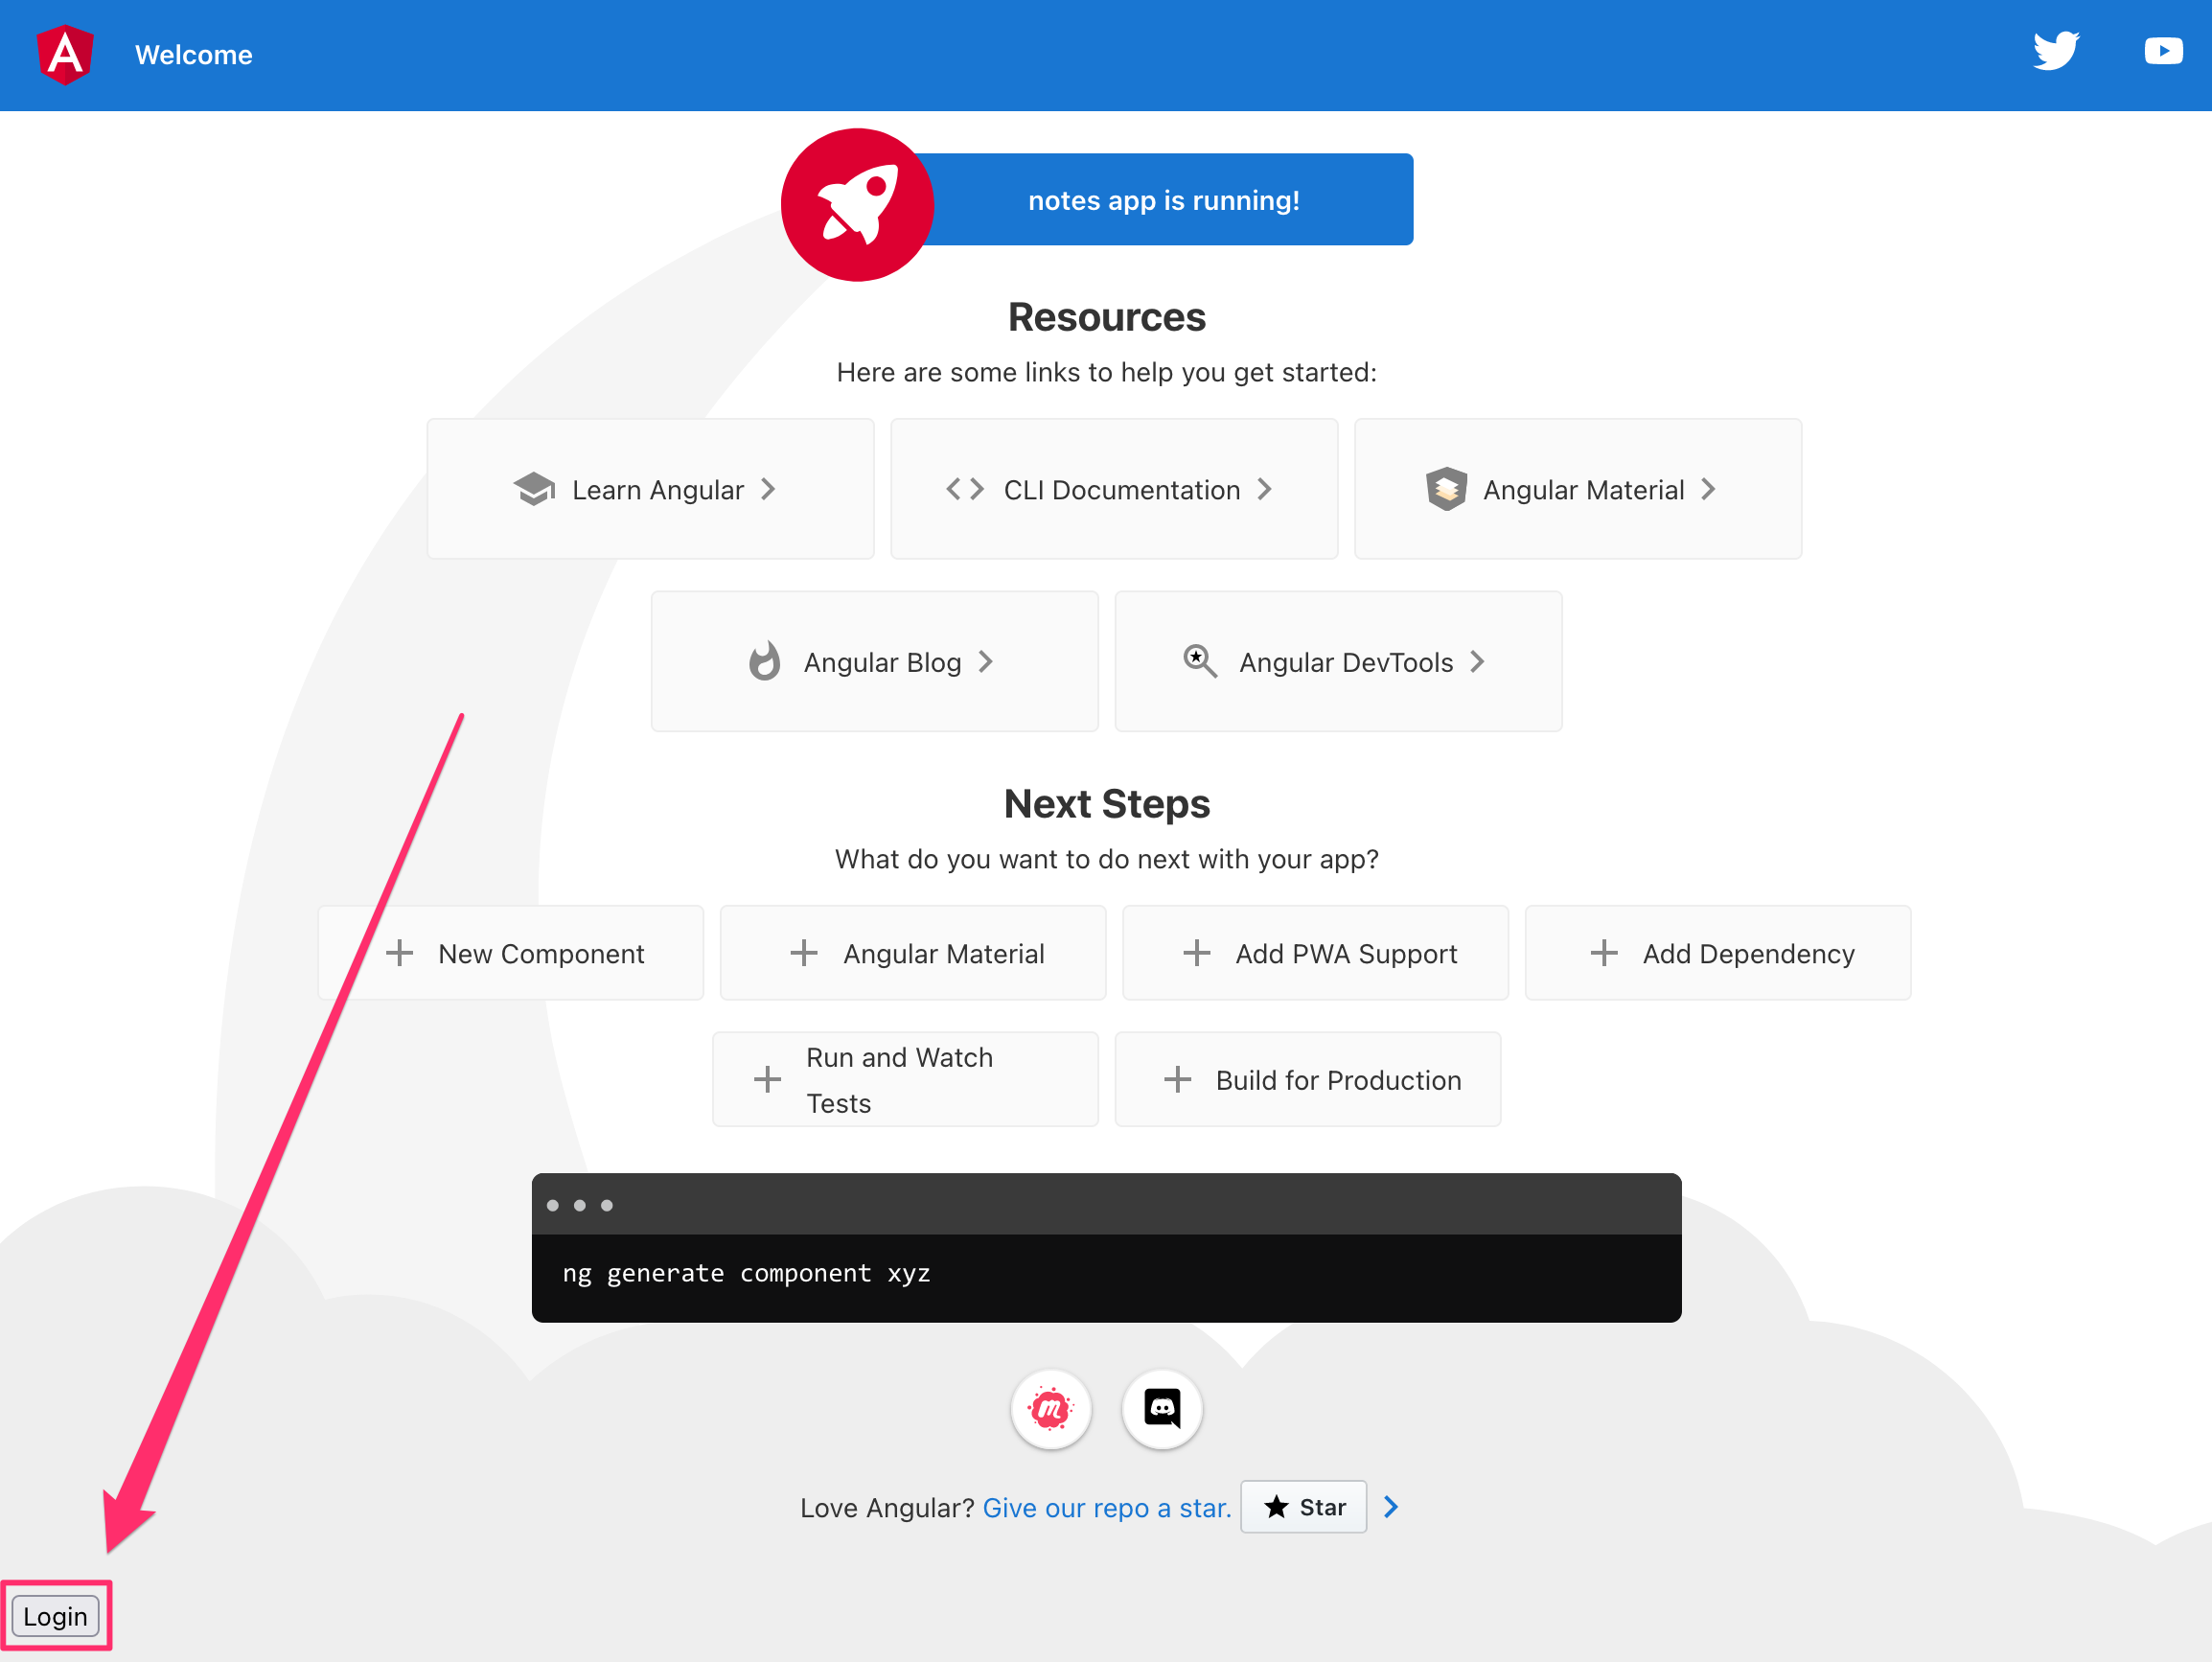 Welcome
notes app is running!
Resources
Here are some links to help you get started:
Learn Angular
CLI Documentation
Angular Material
Angular Blog
Angular DevTools
Next Steps
What do you want to do next with your app?
New Component
Angular Material
Add PWA Support
Add Dependency
Run and Watch
Tests
Build for Production
ng generate component xyz
Love Angular? Give our repo a star. Star
Login